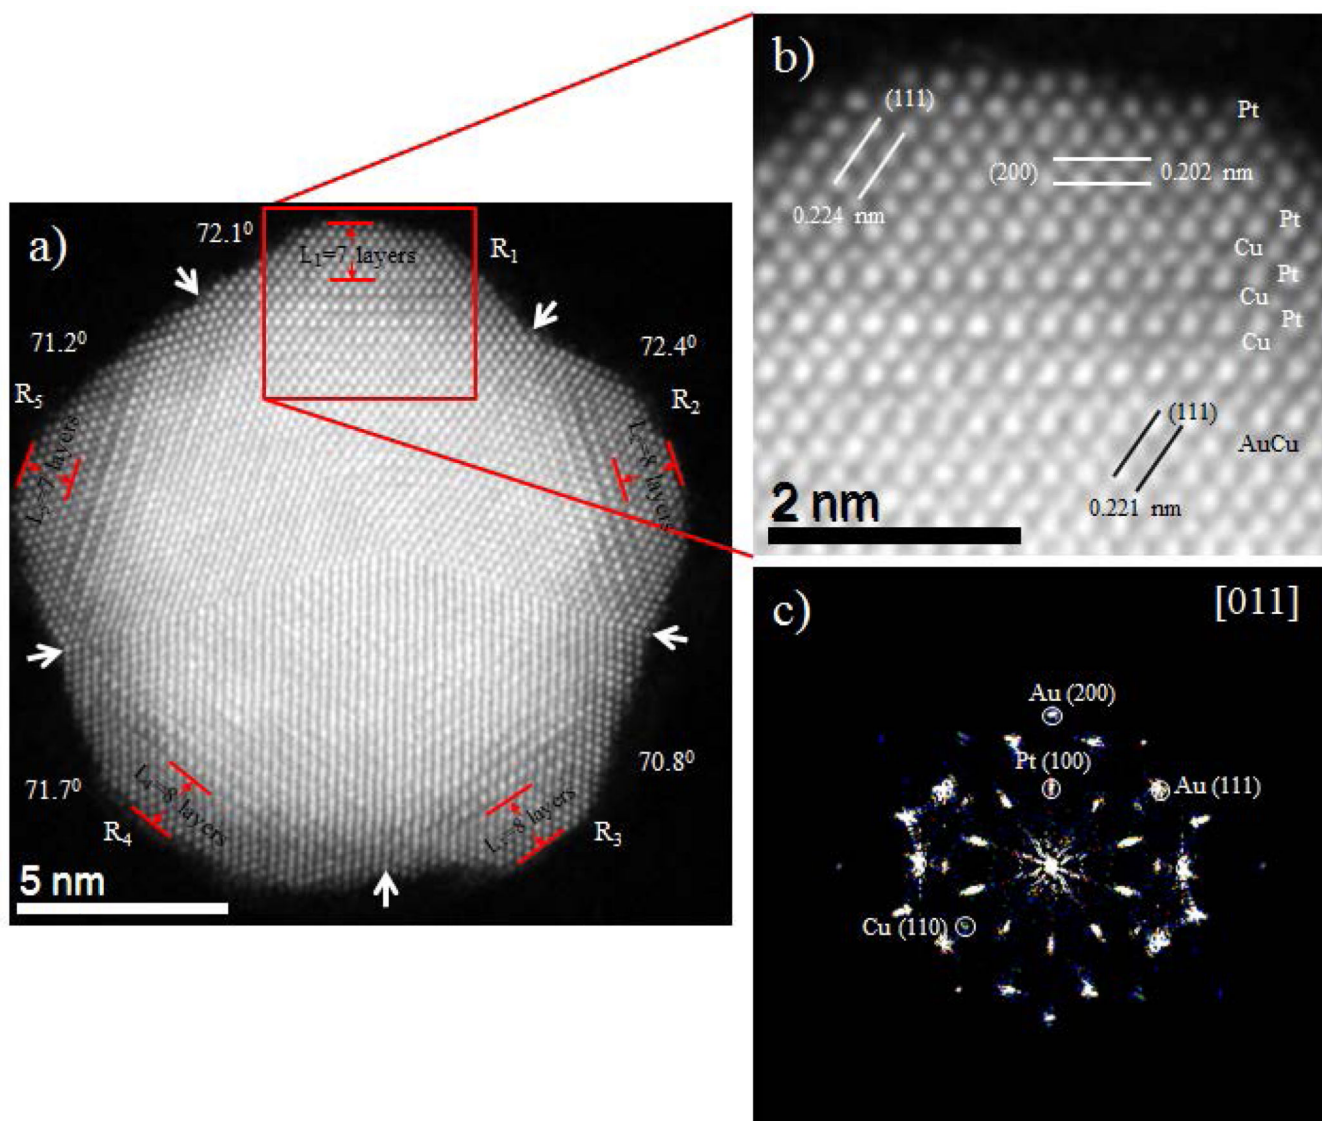 a)
72.1⁰
L₁=7 layers
R₁
71.2⁰
72.4⁰
R₅
R₂
L₅=7 layers
L₂=8 layers
71.7⁰
70.8⁰
L₄=8 layers
L₃=8 layers
R₄
R₃
5 nm
b)
(111)
Pt
(200)
0.202 nm
0.224 nm
Pt
Cu
Pt
Cu
Pt
Cu
(111)
AuCu
0.221 nm
2 nm
c)
[011]
Au (200)
Pt (100)
Au (111)
Cu (110)